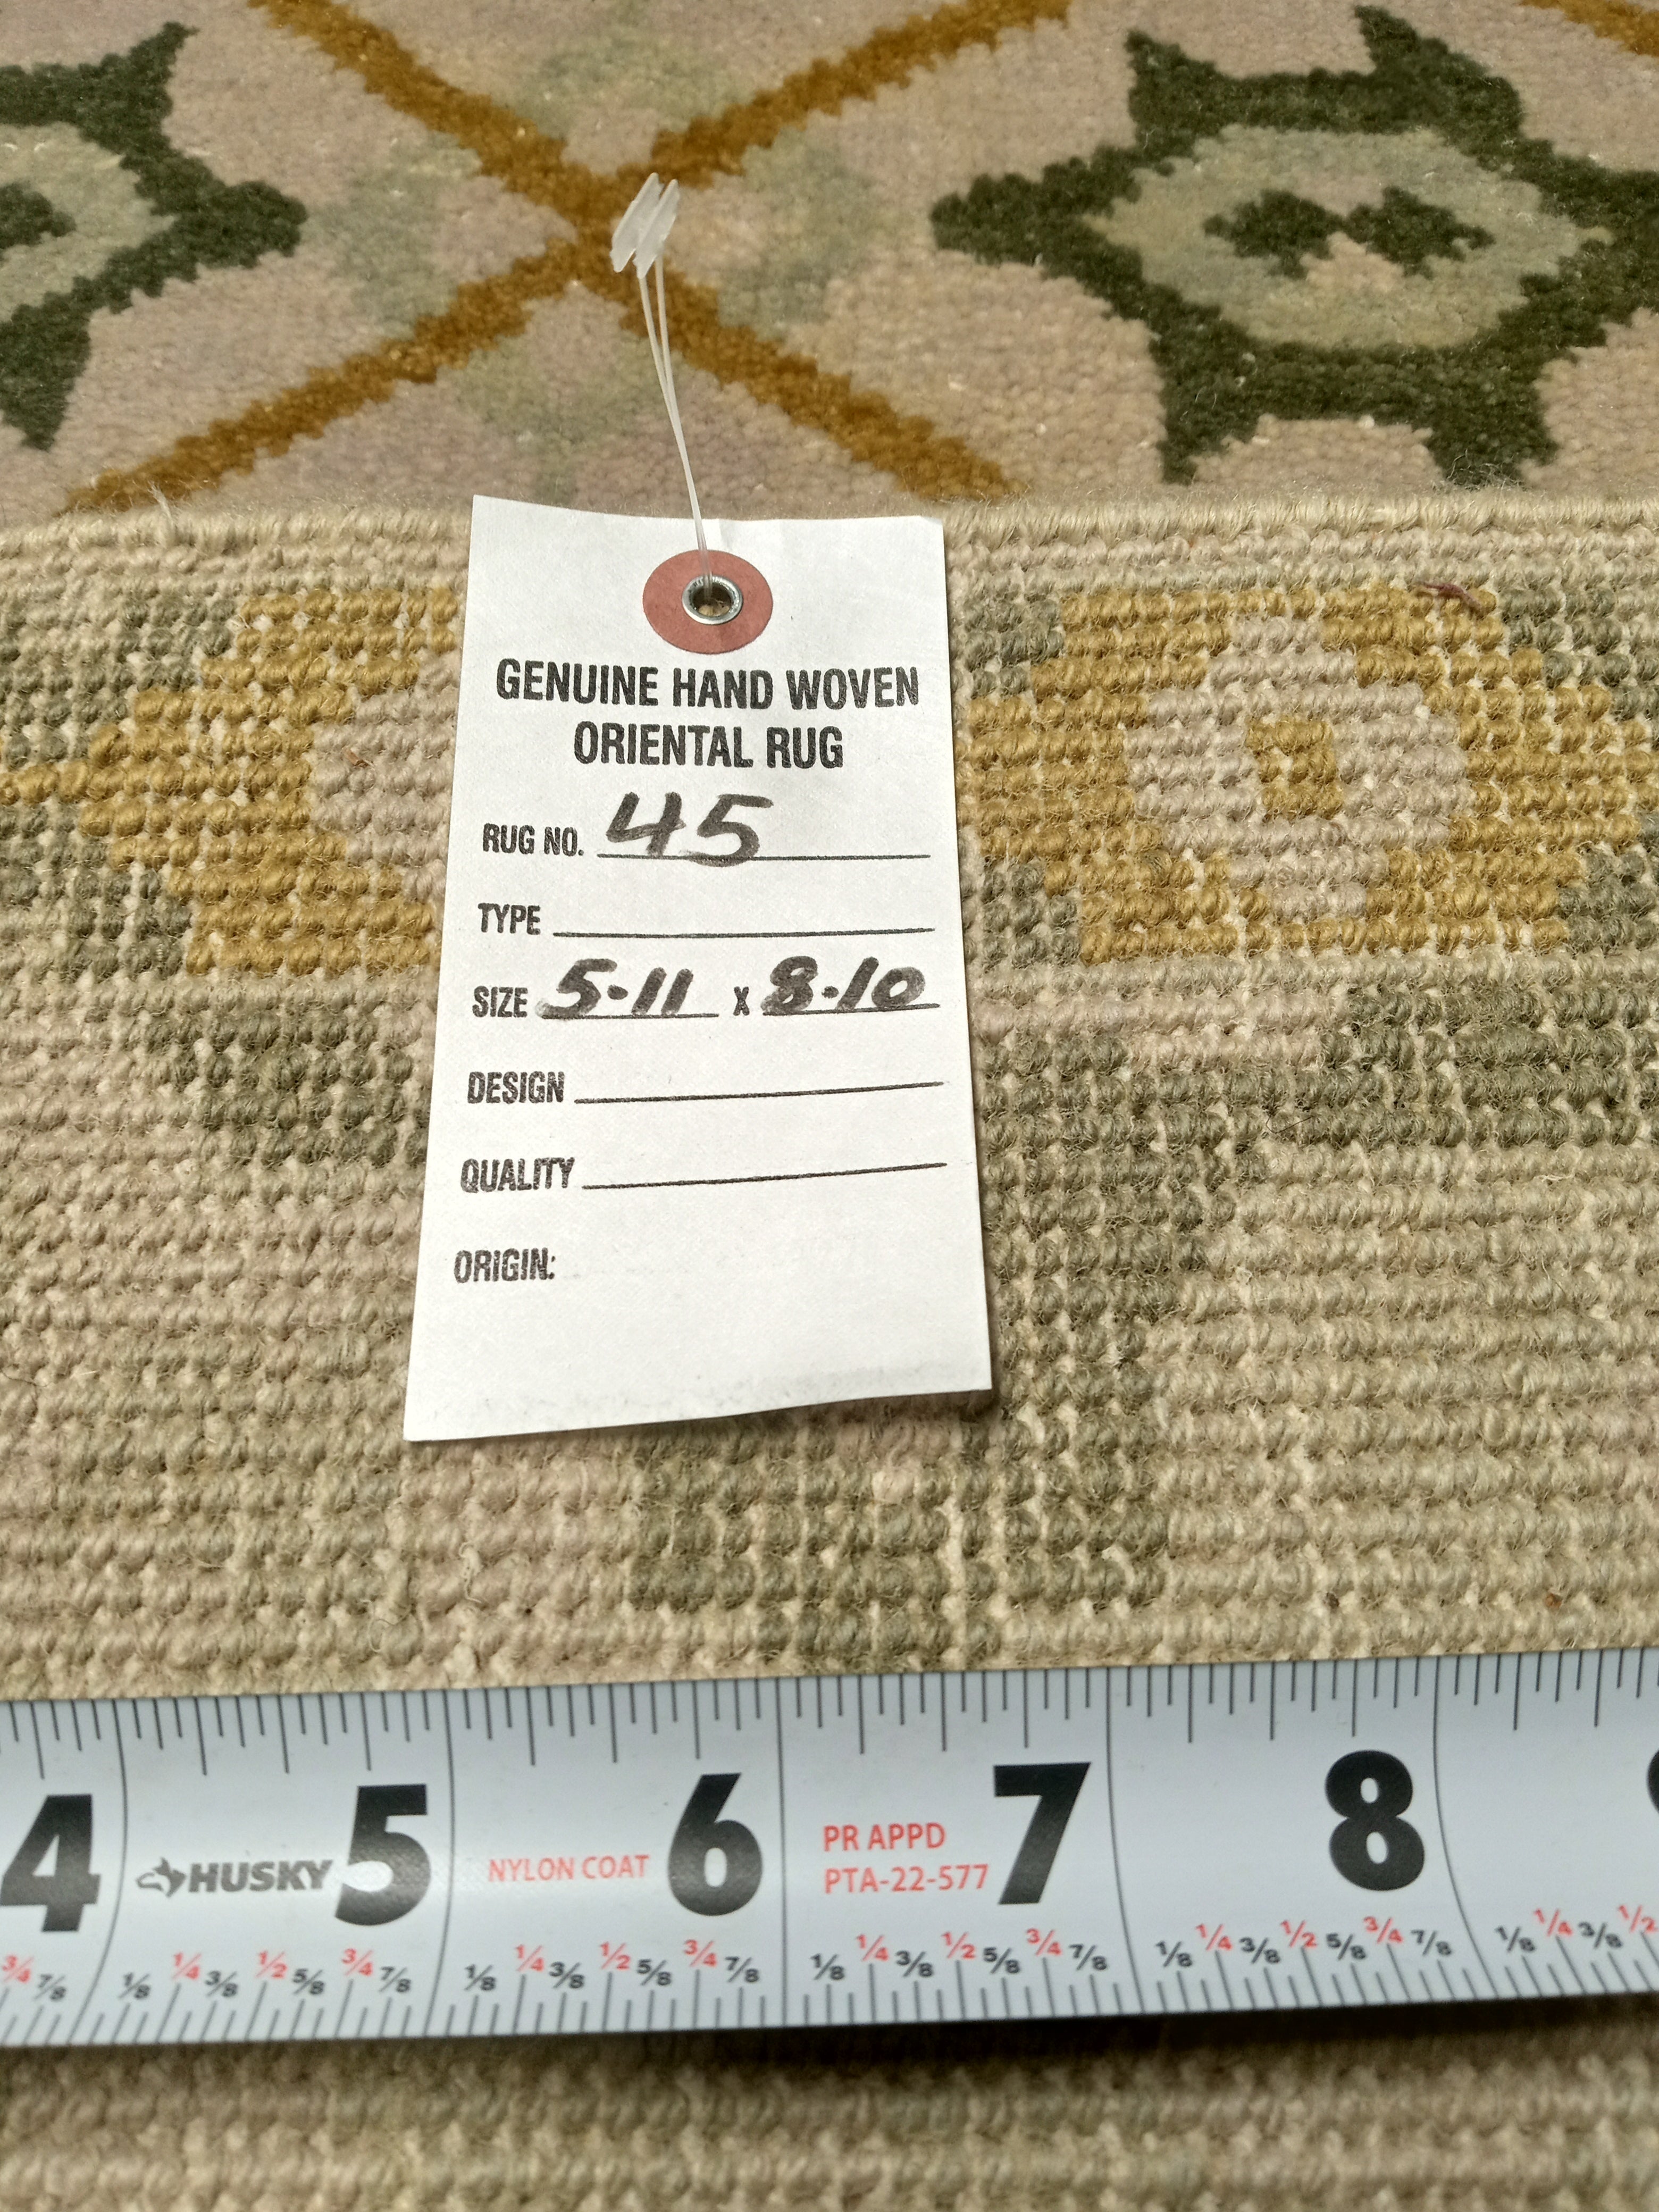 GENUINE HAND WOVEN
ORIENTAL RUG
RUG NO. 45
TYPE
SIZE 5·11 x 8·10
DESIGN
QUALITY
ORIGIN:
4 HUSKY 5 NYLON COAT 6 PR APPD 7 8
PTA-22-577
3/4 7/8 1/8 1/4 3/8 1/2 5/8 3/4 7/8 1/8 1/4 3/8 1/2 5/8 3/4 7/8 1/8 1/4 3/8 1/2 5/8 3/4 7/8 1/8 1/4 3/8 1/2 5/8 3/4 7/8 1/8 1/4 3/8 1/2